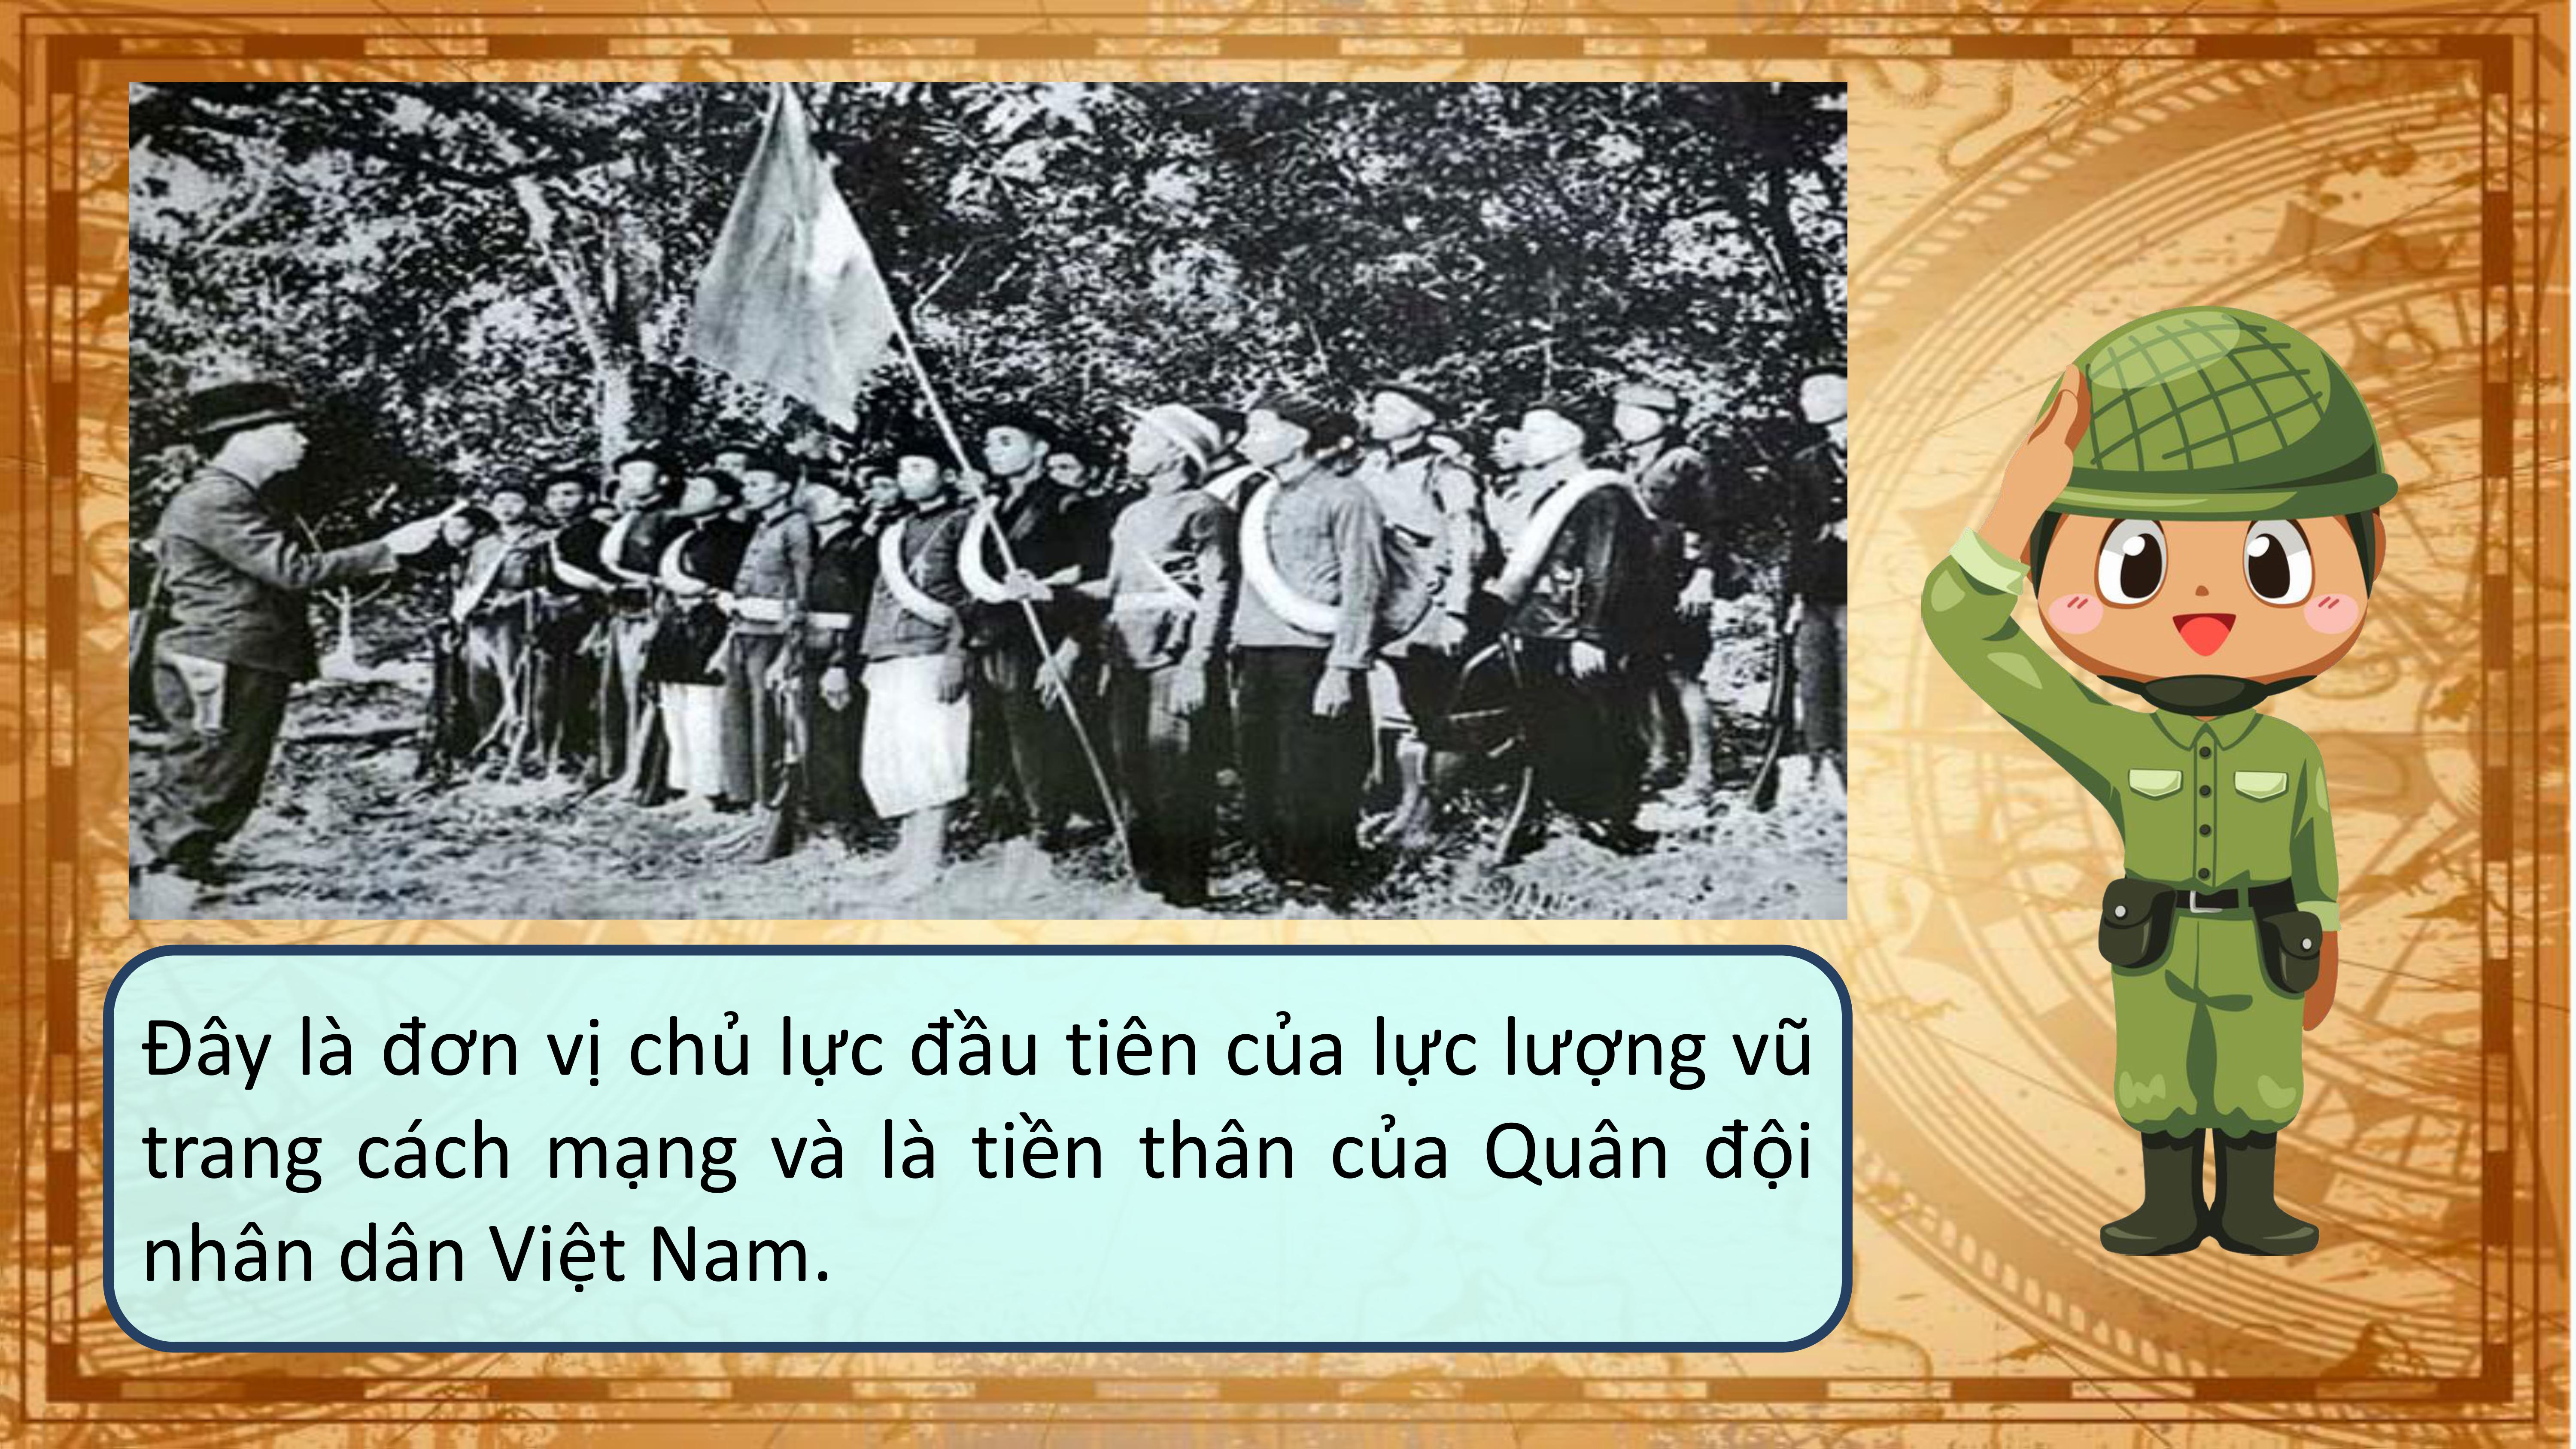 Đây là đơn vị chủ lực đầu tiên của lực lượng vũ
trang cách mạng và là tiền thân của Quân đội
nhân dân Việt Nam.